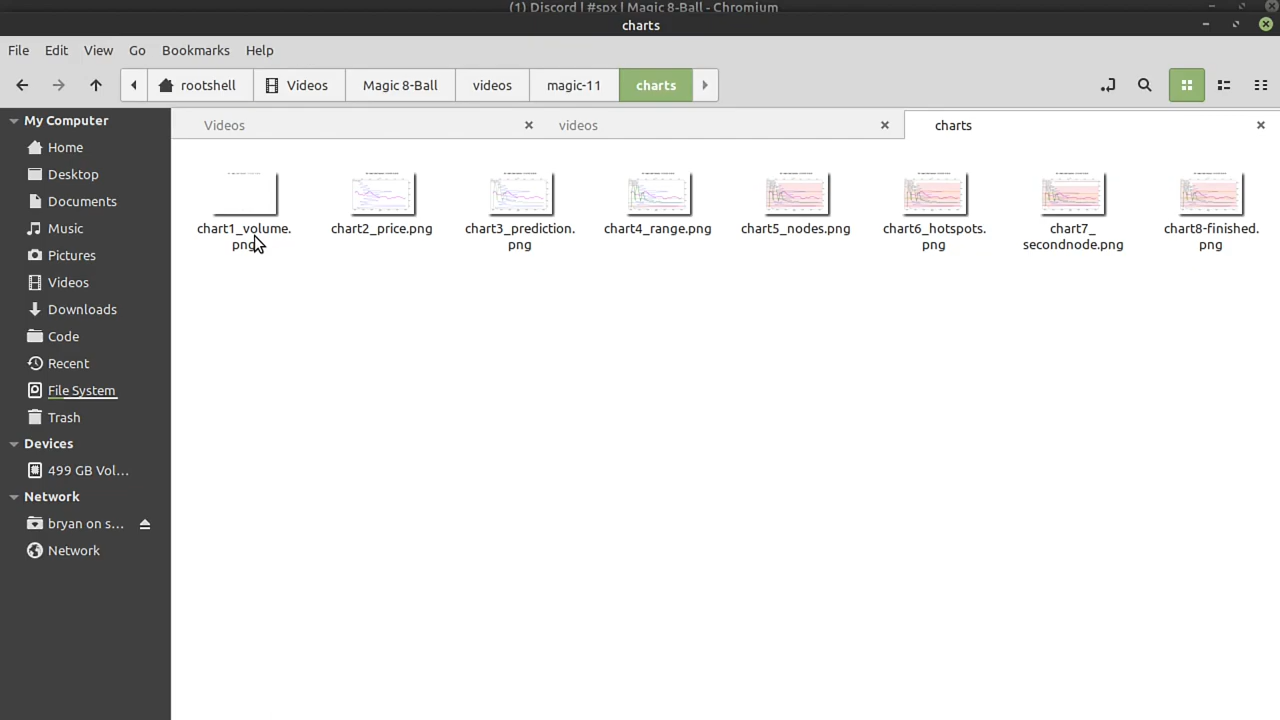 (1) Discord | #spx | Magic 8-Ball - Chromium
charts
File Edit View Go Bookmarks Help
rootshell Videos Magic 8-Ball videos magic-11 charts
My Computer
Home
Desktop
Documents
Music
Pictures
Videos
Downloads
Code
Recent
File System
Trash
Devices
499 GB Vol...
Network
bryan on s...
Network
Videos videos charts
chart1_volume.
png
chart2_price.png
chart3_prediction.
png
chart4_range.png
chart5_nodes.png
chart6_hotspots.
png
chart7_
secondnode.png
chart8-finished.
png